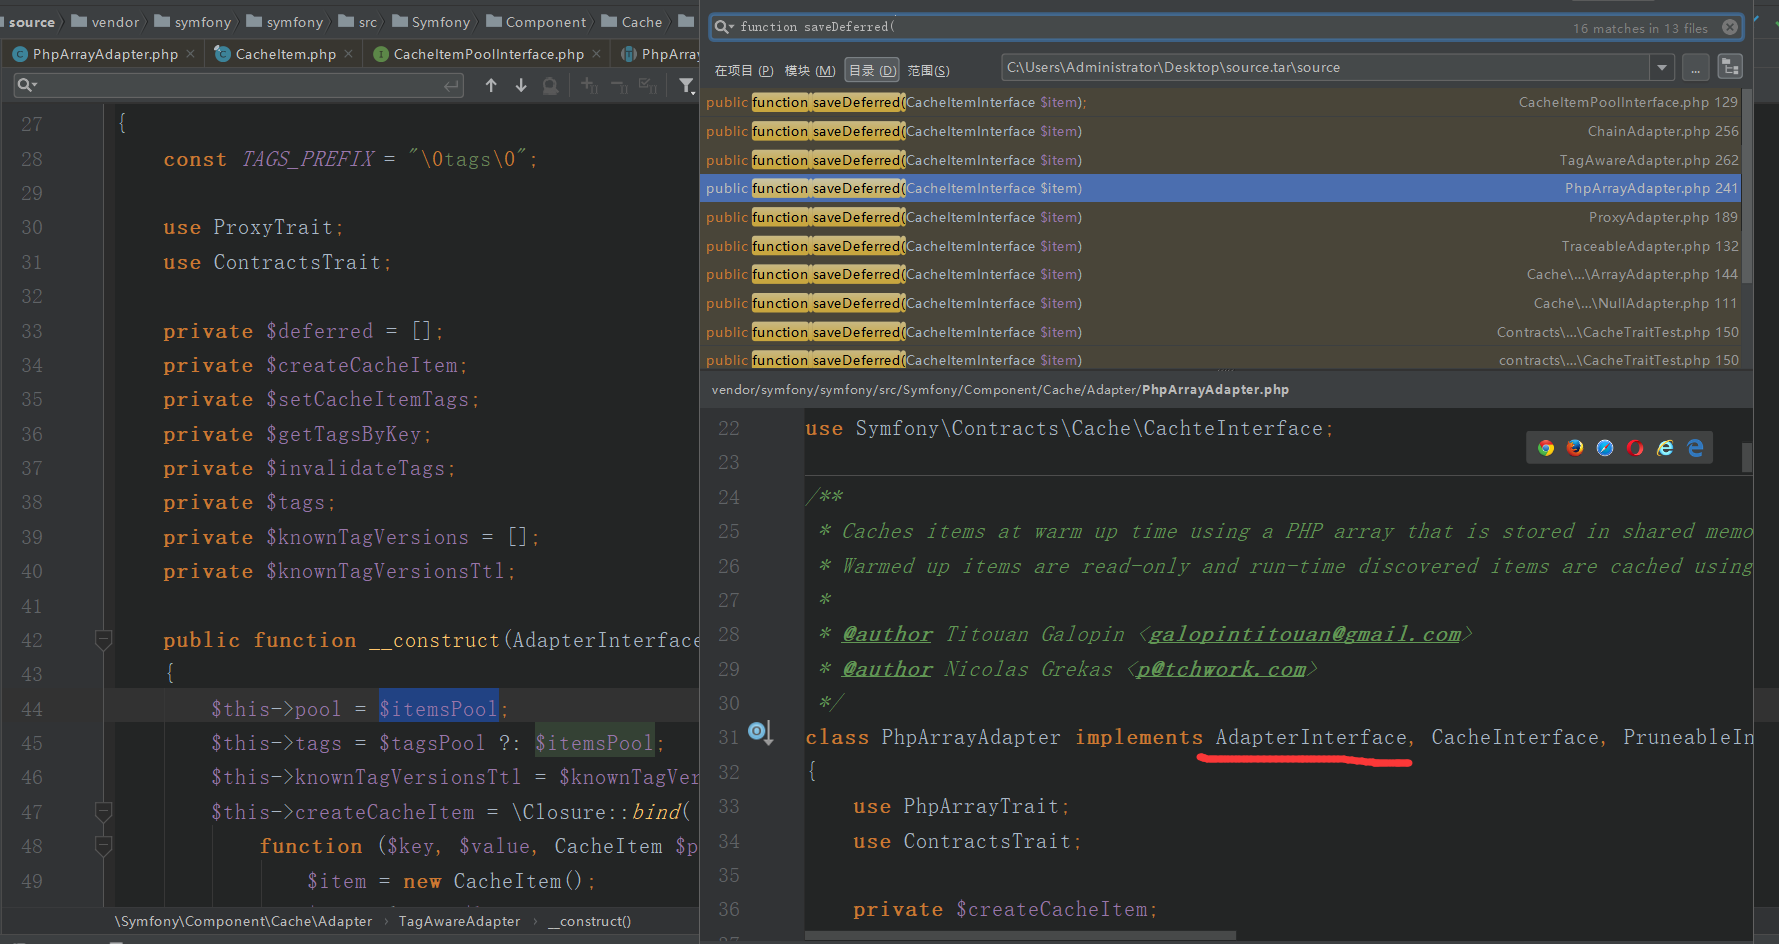 source vendor symfony symfony src Symfony Component Cache
PhpArrayAdapter.php CacheItem.php CacheItemPoolInterface.php PhpArray
27 {
28 const TAGS_PREFIX = "\0tags\0";
29
30 use ProxyTrait;
31 use ContractsTrait;
32
33 private $deferred = [];
34 private $createCacheItem;
35 private $setCacheItemTags;
36 private $getTagsByKey;
37 private $invalidateTags;
38 private $tags;
39 private $knownTagVersions = [];
40 private $knownTagVersionsTtl;
41
42 public function __construct(AdapterInterface
43 {
44 $this->pool = $itemsPool;
45 $this->tags = $tagsPool ?: $itemsPool;
46 $this->knownTagVersionsTtl = $knownTagVer
47 $this->createCacheItem = \Closure::bind(
48 function ($key, $value, CacheItem $p
49 $item = new CacheItem();
\Symfony\Component\Cache\Adapter TagAwareAdapter __construct()
function saveDeferred( 16 matches in 13 files
在项目 (P) 模块 (M) 目录 (D) 范围(S) C:\Users\Administrator\Desktop\source.tar\source ...
public function saveDeferred(CacheItemInterface $item); CacheItemPoolInterface.php 129
public function saveDeferred(CacheItemInterface $item) ChainAdapter.php 256
public function saveDeferred(CacheItemInterface $item) TagAwareAdapter.php 262
public function saveDeferred(CacheItemInterface $item) PhpArrayAdapter.php 241
public function saveDeferred(CacheItemInterface $item) ProxyAdapter.php 189
public function saveDeferred(CacheItemInterface $item) TraceableAdapter.php 132
public function saveDeferred(CacheItemInterface $item) Cache\...\ArrayAdapter.php 144
public function saveDeferred(CacheItemInterface $item) Cache\...\NullAdapter.php 111
public function saveDeferred(CacheItemInterface $item) Contracts\...\CacheTraitTest.php 150
public function saveDeferred(CacheItemInterface $item) contracts\...\CacheTraitTest.php 150
vendor/symfony/symfony/src/Symfony/Component/Cache/Adapter/PhpArrayAdapter.php
22 use Symfony\Contracts\Cache\CachteInterface;
23
24 /**
25 * Caches items at warm up time using a PHP array that is stored in shared memo
26 * Warmed up items are read-only and run-time discovered items are cached using
27 *
28 * @author Titouan Galopin <galopintitouan@gmail.com>
29 * @author Nicolas Grekas <p@tchwork.com>
30 */
31 class PhpArrayAdapter implements AdapterInterface, CacheInterface, PruneableIn
32 {
33 use PhpArrayTrait;
34 use ContractsTrait;
35
36 private $createCacheItem;